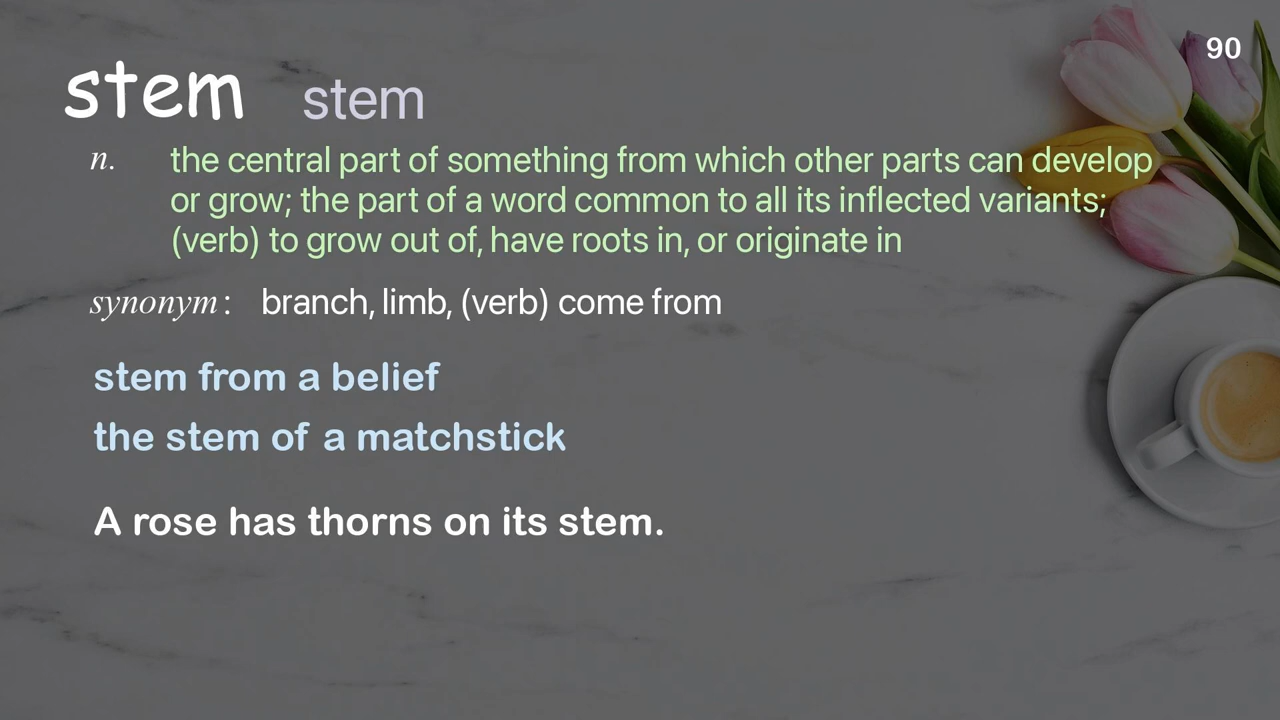 90
stem stem
n. the central part of something from which other parts can develop
or grow; the part of a word common to all its inflected variants;
(verb) to grow out of, have roots in, or originate in
synonym: branch, limb, (verb) come from
stem from a belief
the stem of a matchstick
A rose has thorns on its stem.